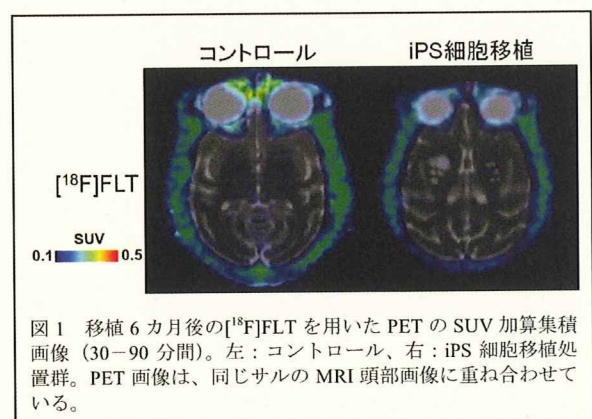 コントロール iPS細胞移植
[¹⁸F]FLT
SUV
0.1 0.5
図1 移植6カ月後の[¹⁸F]FLTを用いたPETのSUV加算集積
画像(30-90分間)。左:コントロール、右:iPS細胞移植処
置群。PET画像は、同じサルのMRI頭部画像に重ね合わせて
いる。